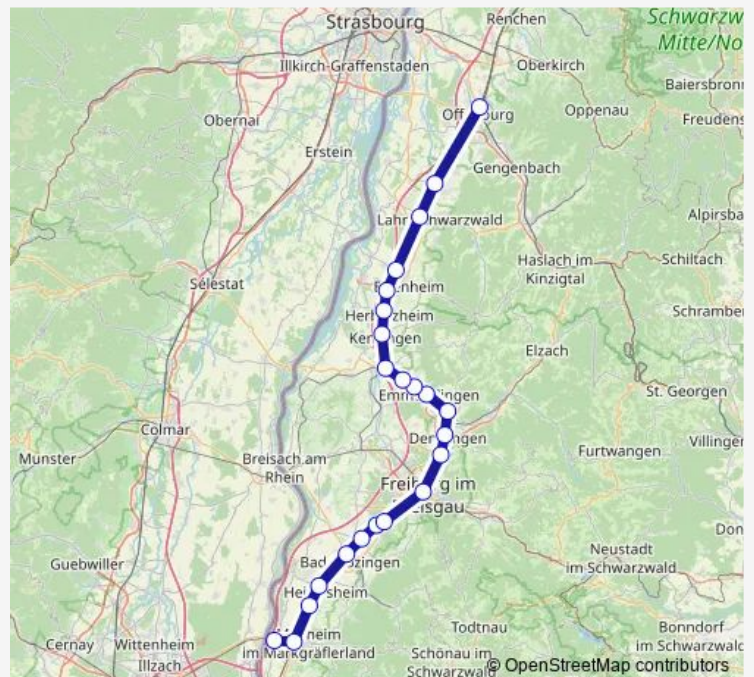 Strasbourg
Renchen
Schwarzw
Mitte/No
Illkirch-Graffenstaden
Oberkirch
Baiersbron
Obernai
Oppenau
Freudens
Erstein
Gengenbach
Alpirsba
Haslach im
Kinzigtal
Schiltach
Sélestat
Schrambe
Elzach
St. Georgen
Colmar
Villinge
Munster
Breisach am
Rhein
Furtwangen
Don
Guebwiller
Neustadt
im Schwarzwald
Todtnau
Bonndorf
im Schwarzwald
Cernay
Wittenheim
im Markgräflerland
Schönau im
Schwarzwald
Illzach
© OpenStreetMap contributors